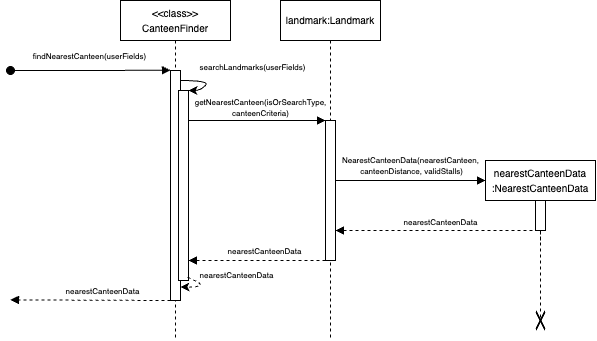 <<class>>
CanteenFinder
landmark:Landmark
findNearestCanteen(userFields)
searchLandmarks(userFields)
getNearestCanteen(isOrSearchType,
canteenCriteria)
NearestCanteenData(nearestCanteen,
canteenDistance, validStalls)
nearestCanteenData
:NearestCanteenData
nearestCanteenData
nearestCanteenData
nearestCanteenData
nearestCanteenData